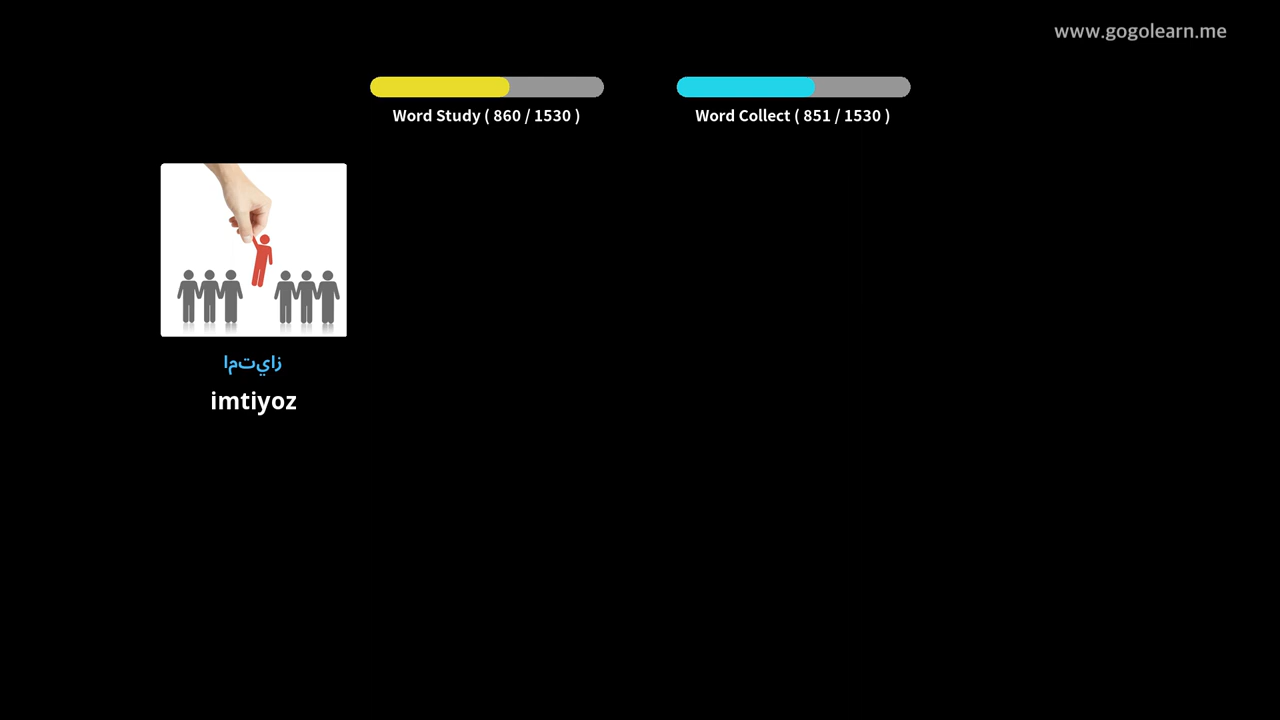 www.gogolearn.me
Word Study ( 860 / 1530 )
Word Collect ( 851 / 1530 )
امتياز
imtiyoz